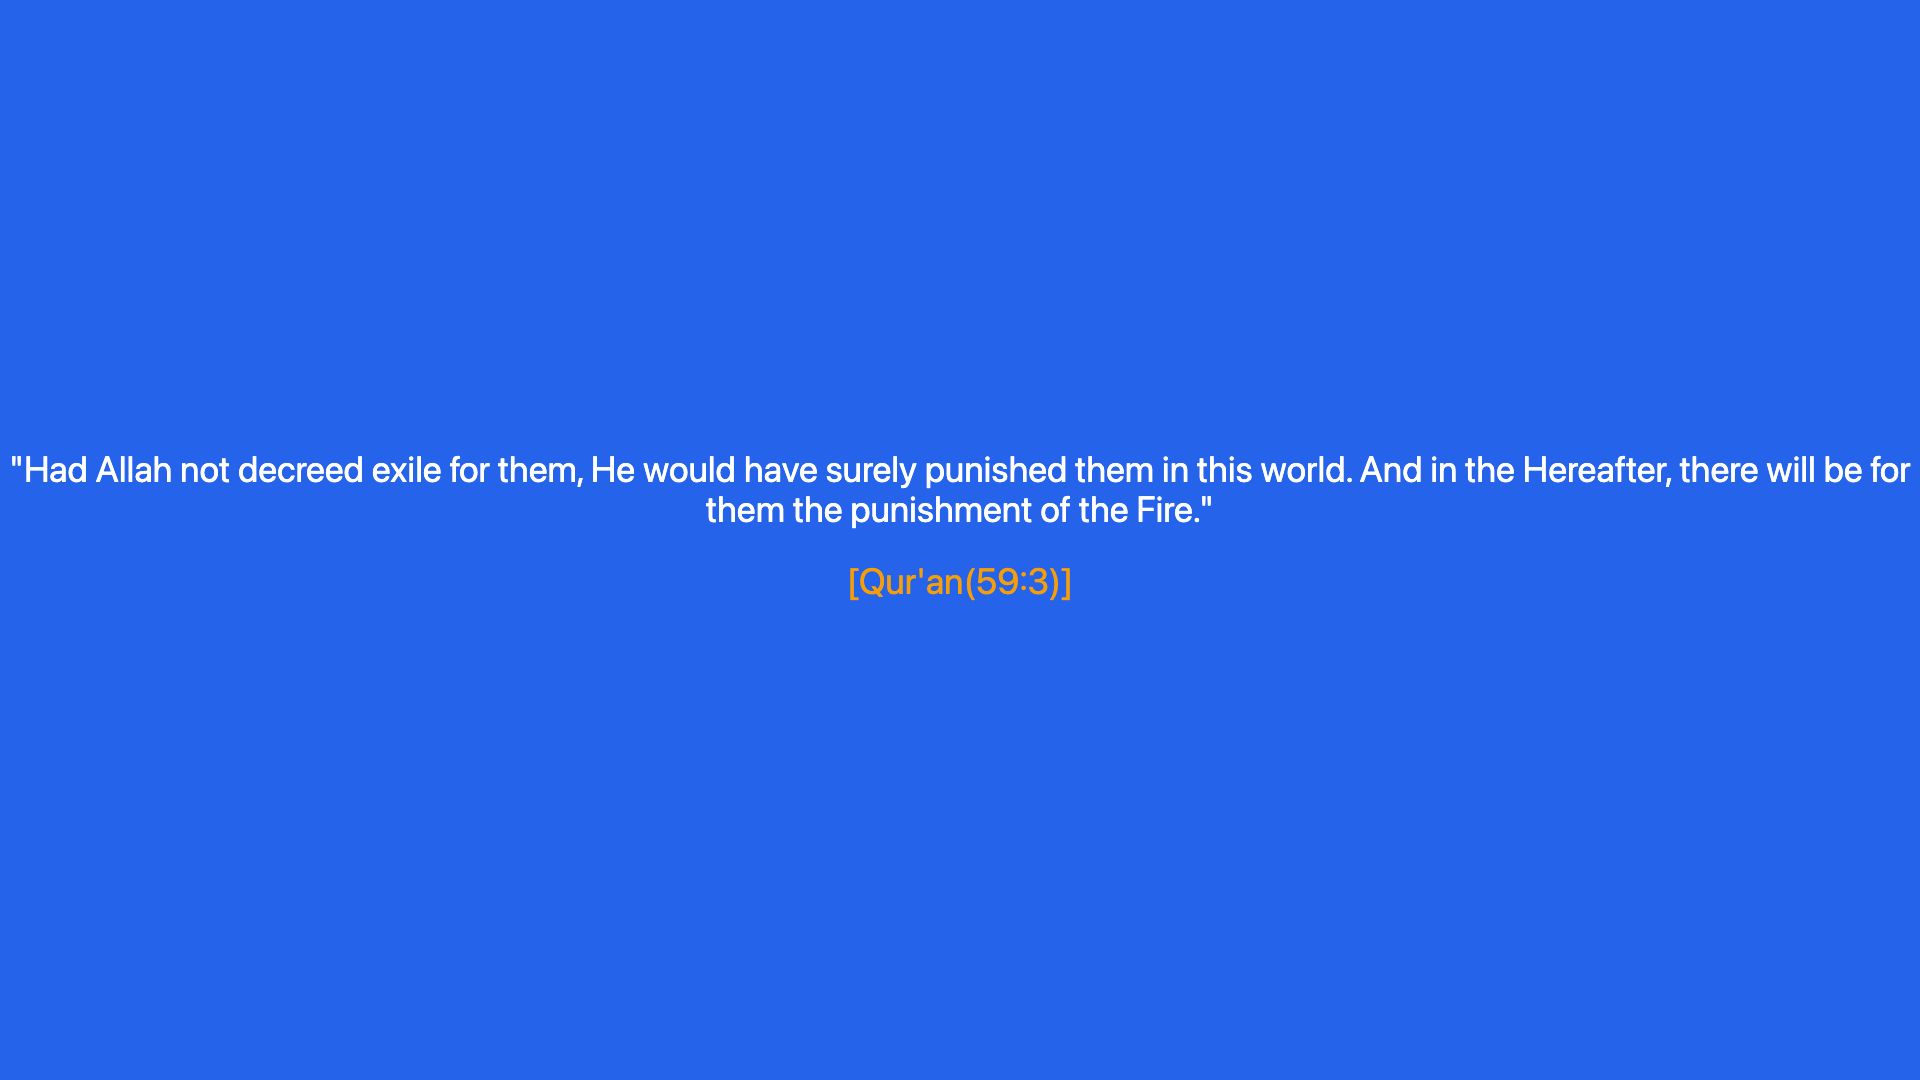 "Had Allah not decreed exile for them, He would have surely punished them in this world. And in the Hereafter, there will be for
them the punishment of the Fire."
[Qur'an(59:3)]